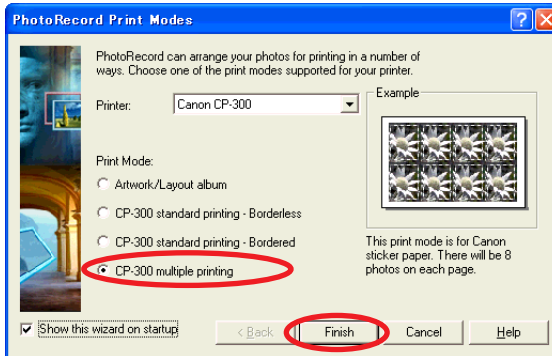 PhotoRecord Print Modes
PhotoRecord can arrange your photos for printing in a number of
ways. Choose one of the print modes supported for your printer.
Printer:
Canon CP-300
Example
Print Mode:
Artwork/Layout album
CP-300 standard printing - Borderless
CP-300 standard printing - Bordered
CP-300 multiple printing
This print mode is for Canon
sticker paper. There will be 8
photos on each page.
Show this wizard on startup
< Back
Finish
Cancel
Help